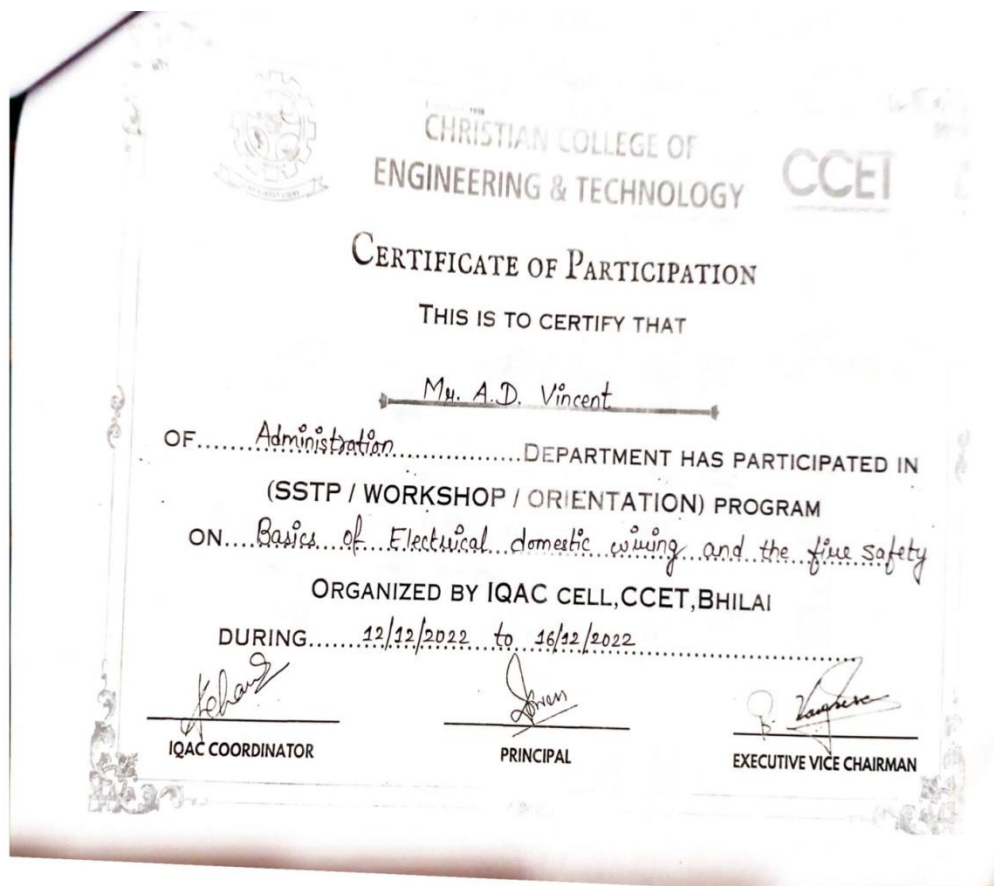 CHRISTIAN COLLEGE OF
ENGINEERING & TECHNOLOGY
CCET
CERTIFICATE OF PARTICIPATION
THIS IS TO CERTIFY THAT
Mr. A.D. Vincent
OF......Administration..................DEPARTMENT HAS PARTICIPATED IN
(SSTP / WORKSHOP / ORIENTATION) PROGRAM
ON....Basics of Electrical domestic wiring and the fire safety
ORGANIZED BY IQAC CELL,CCET,BHILAI
DURING.......12/12/2022 to 16/12/2022..........................
IQAC COORDINATOR
PRINCIPAL
EXECUTIVE VICE CHAIRMAN